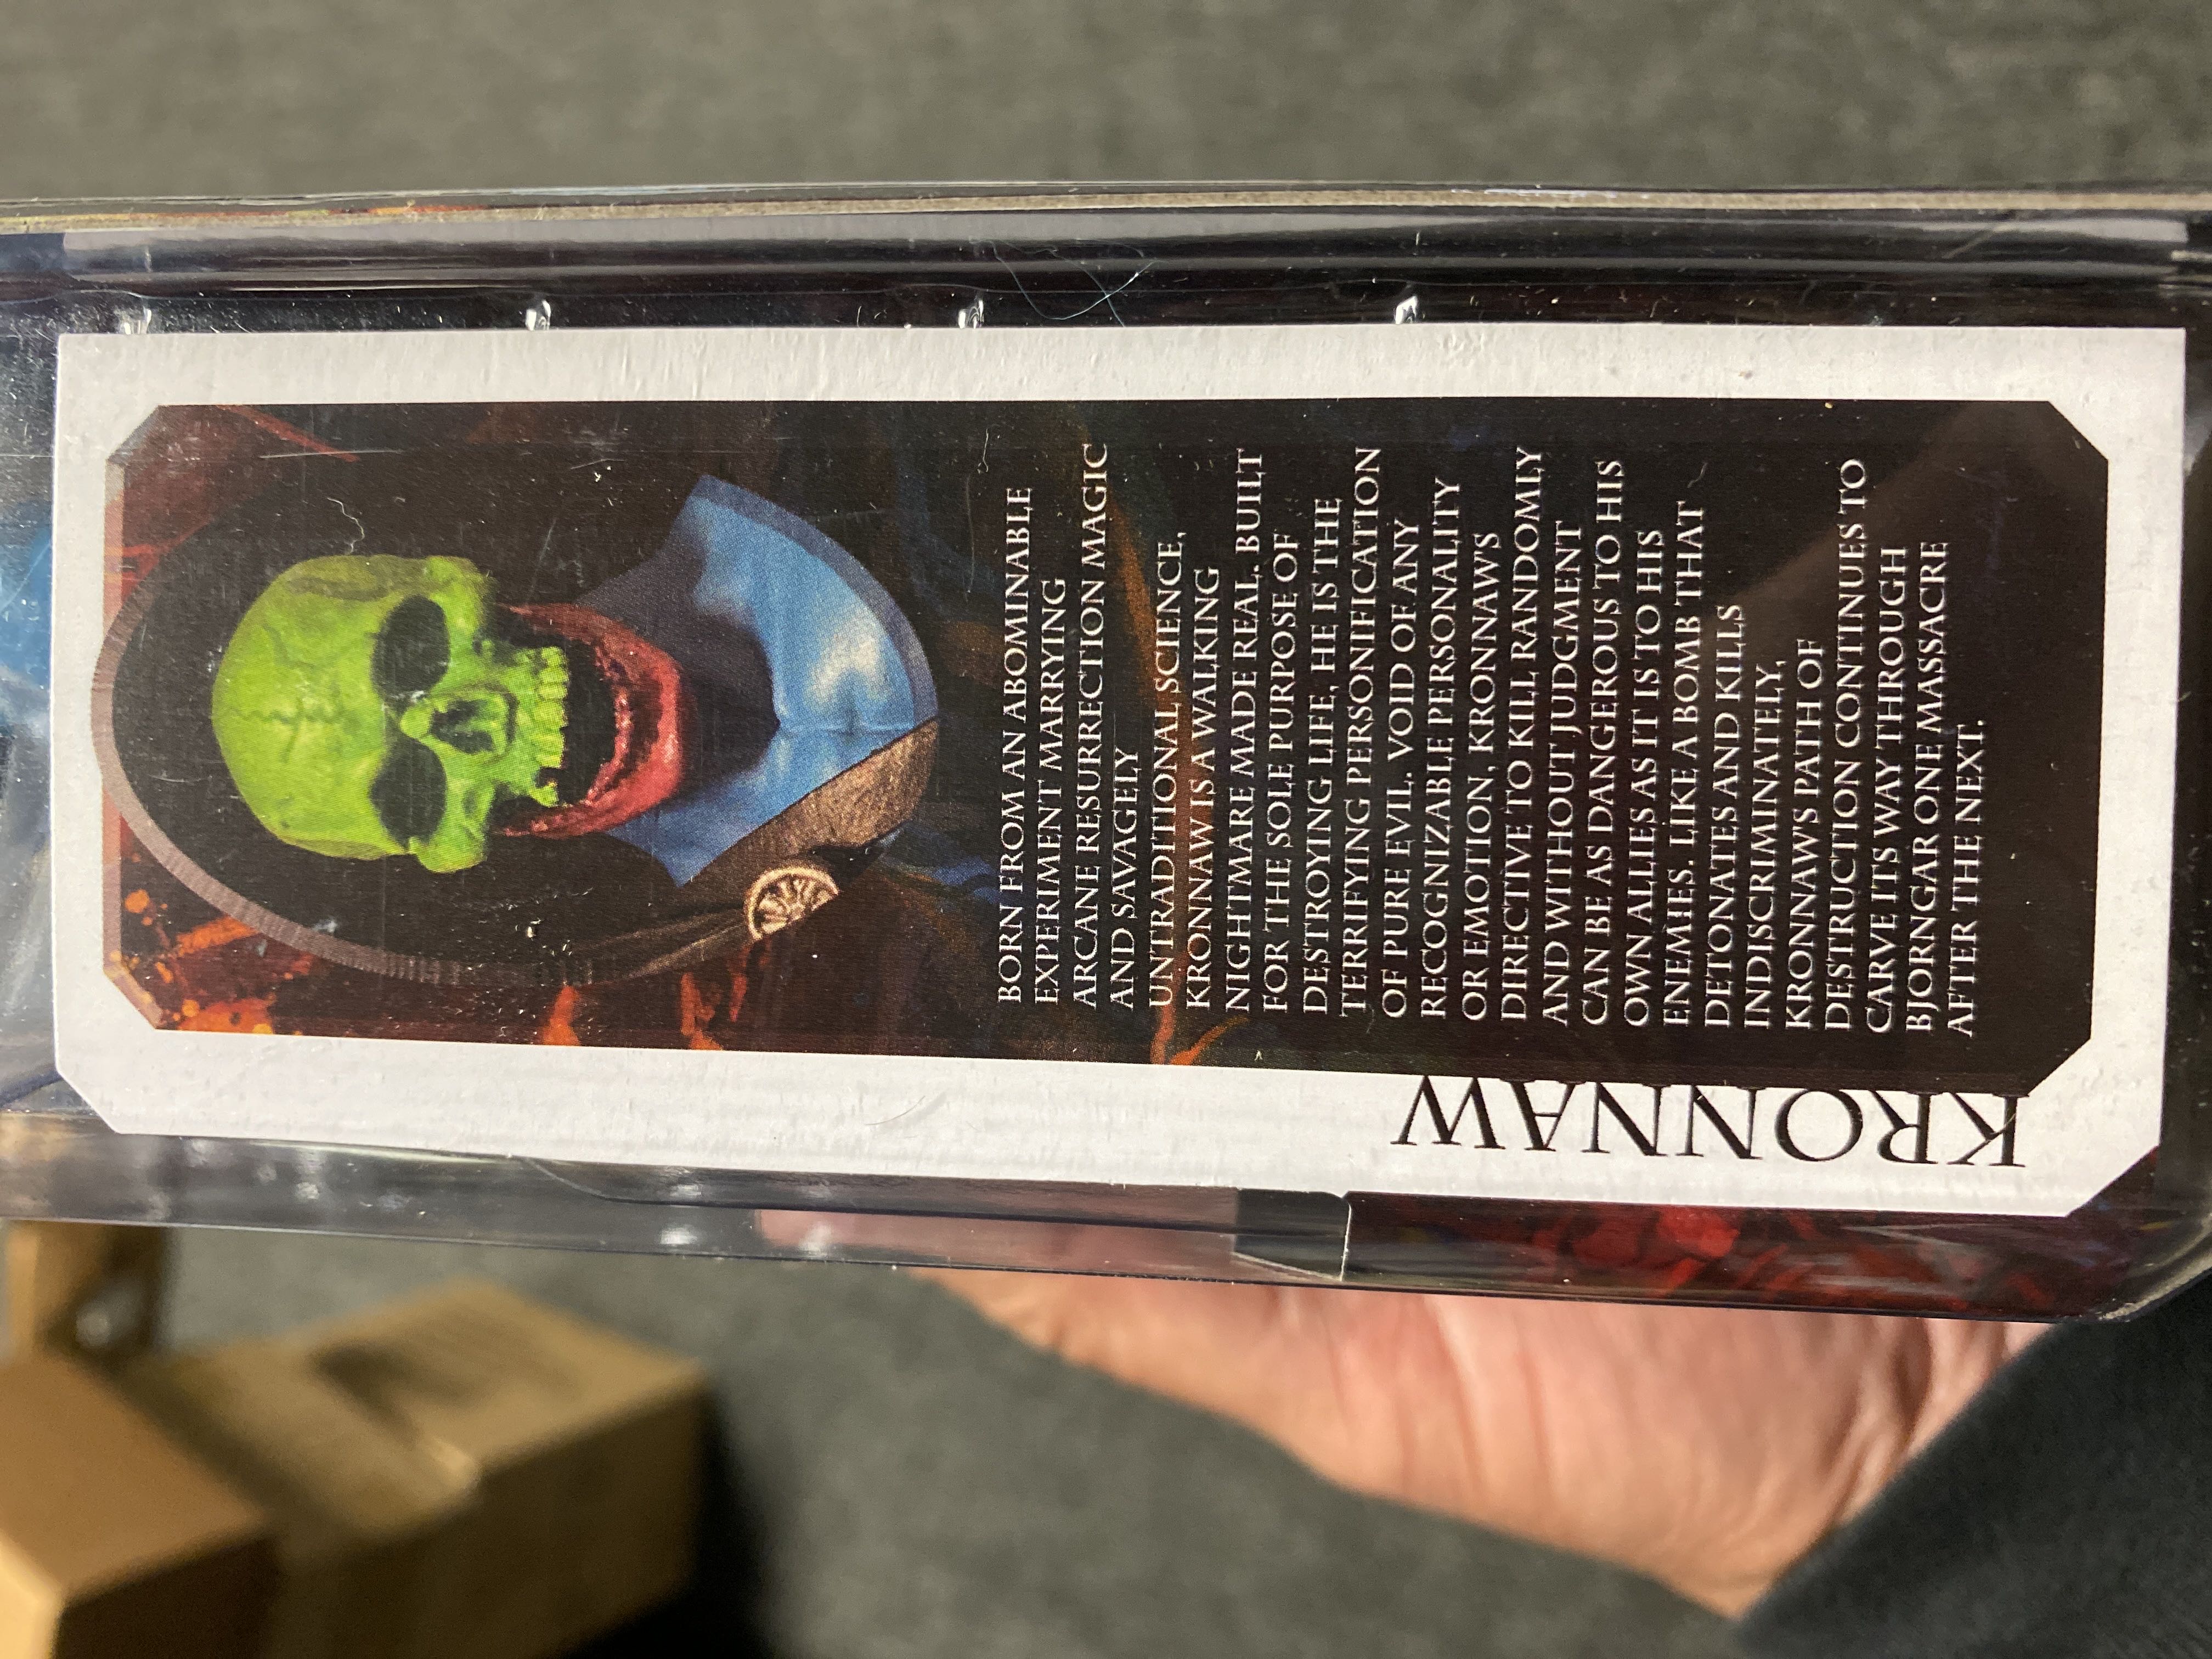 BORN FROM AN ABOMINABLE
EXPERIMENT MARRYING
ARCANE RESURRECTION MAGIC
AND SAVAGELY
UNTRADITIONAL SCIENCE,
KRONNAW IS A WALKING
NIGHTMARE MADE REAL. BUILT
FOR THE SOLE PURPOSE OF
DESTROYING LIFE, HE IS THE
TERRIFYING PERSONIFICATION
OF PURE EVIL. VOID OF ANY
RECOGNIZABLE PERSONALITY
OR EMOTION, KRONNAW'S
DIRECTIVE TO KILL RANDOMLY
AND WITHOUT JUDGMENT
CAN BE AS DANGEROUS TO HIS
OWN ALLIES AS IT IS TO HIS
ENEMIES. LIKE A BOMB THAT
DETONATES AND KILLS
INDISCRIMINATELY,
KRONNAW'S PATH OF
DESTRUCTION CONTINUES TO
CARVE ITS WAY THROUGH
BJORNGAR ONE MASSACRE
AFTER THE NEXT.
KRONNAW